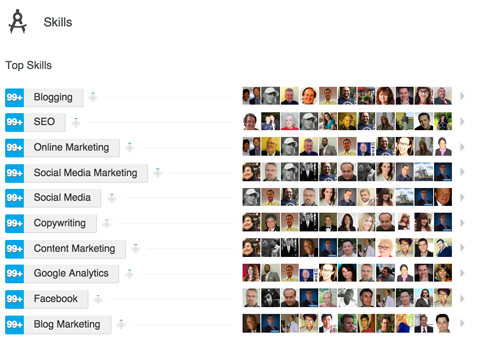 Skills
Top Skills
99+ Blogging
99+ SEO
99+ Online Marketing
99+ Social Media Marketing
99+ Social Media
99+ Copywriting
99+ Content Marketing
99+ Google Analytics
99+ Facebook
99+ Blog Marketing